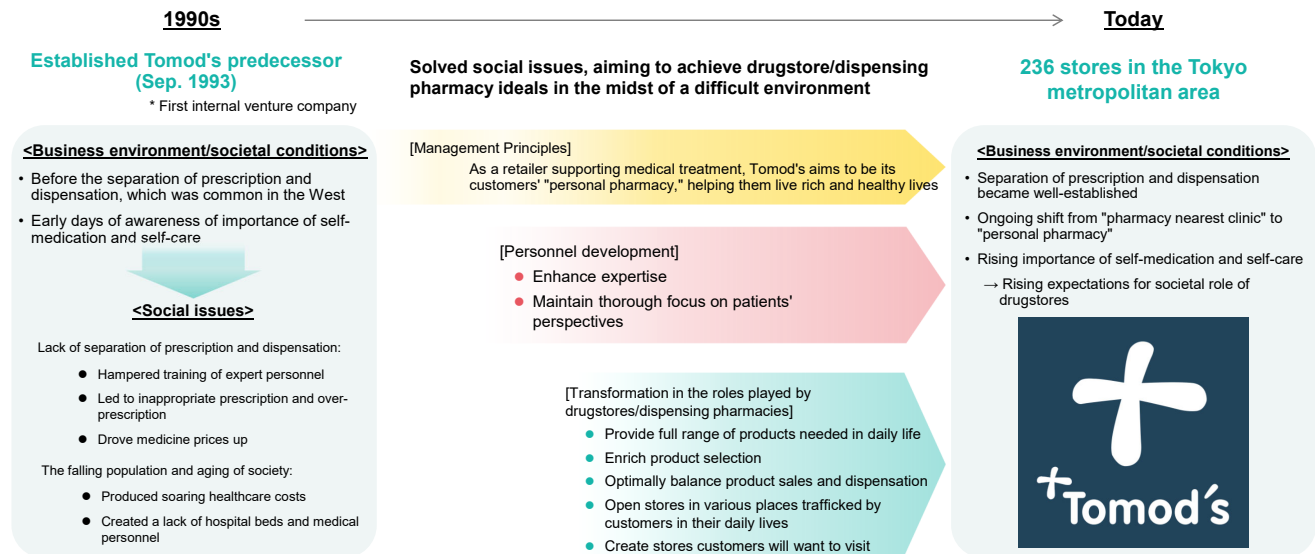 1990s
Today
Established Tomod's predecessor
(Sep. 1993)
* First internal venture company
Solved social issues, aiming to achieve drugstore/dispensing
pharmacy ideals in the midst of a difficult environment
236 stores in the Tokyo
metropolitan area
<Business environment/societal conditions>
• Before the separation of prescription and
dispensation, which was common in the West
• Early days of awareness of importance of self-
medication and self-care
<Social issues>
Lack of separation of prescription and dispensation:
● Hampered training of expert personnel
● Led to inappropriate prescription and over-
prescription
● Drove medicine prices up
The falling population and aging of society:
● Produced soaring healthcare costs
● Created a lack of hospital beds and medical
personnel
[Management Principles]
As a retailer supporting medical treatment, Tomod's aims to be its
customers' "personal pharmacy," helping them live rich and healthy lives
[Personnel development]
● Enhance expertise
● Maintain thorough focus on patients'
perspectives
[Transformation in the roles played by
drugstores/dispensing pharmacies]
● Provide full range of products needed in daily life
● Enrich product selection
● Optimally balance product sales and dispensation
● Open stores in various places trafficked by
customers in their daily lives
● Create stores customers will want to visit
<Business environment/societal conditions>
• Separation of prescription and dispensation
became well-established
• Ongoing shift from "pharmacy nearest clinic" to
"personal pharmacy"
• Rising importance of self-medication and self-care
→ Rising expectations for societal role of
drugstores
Tomod's